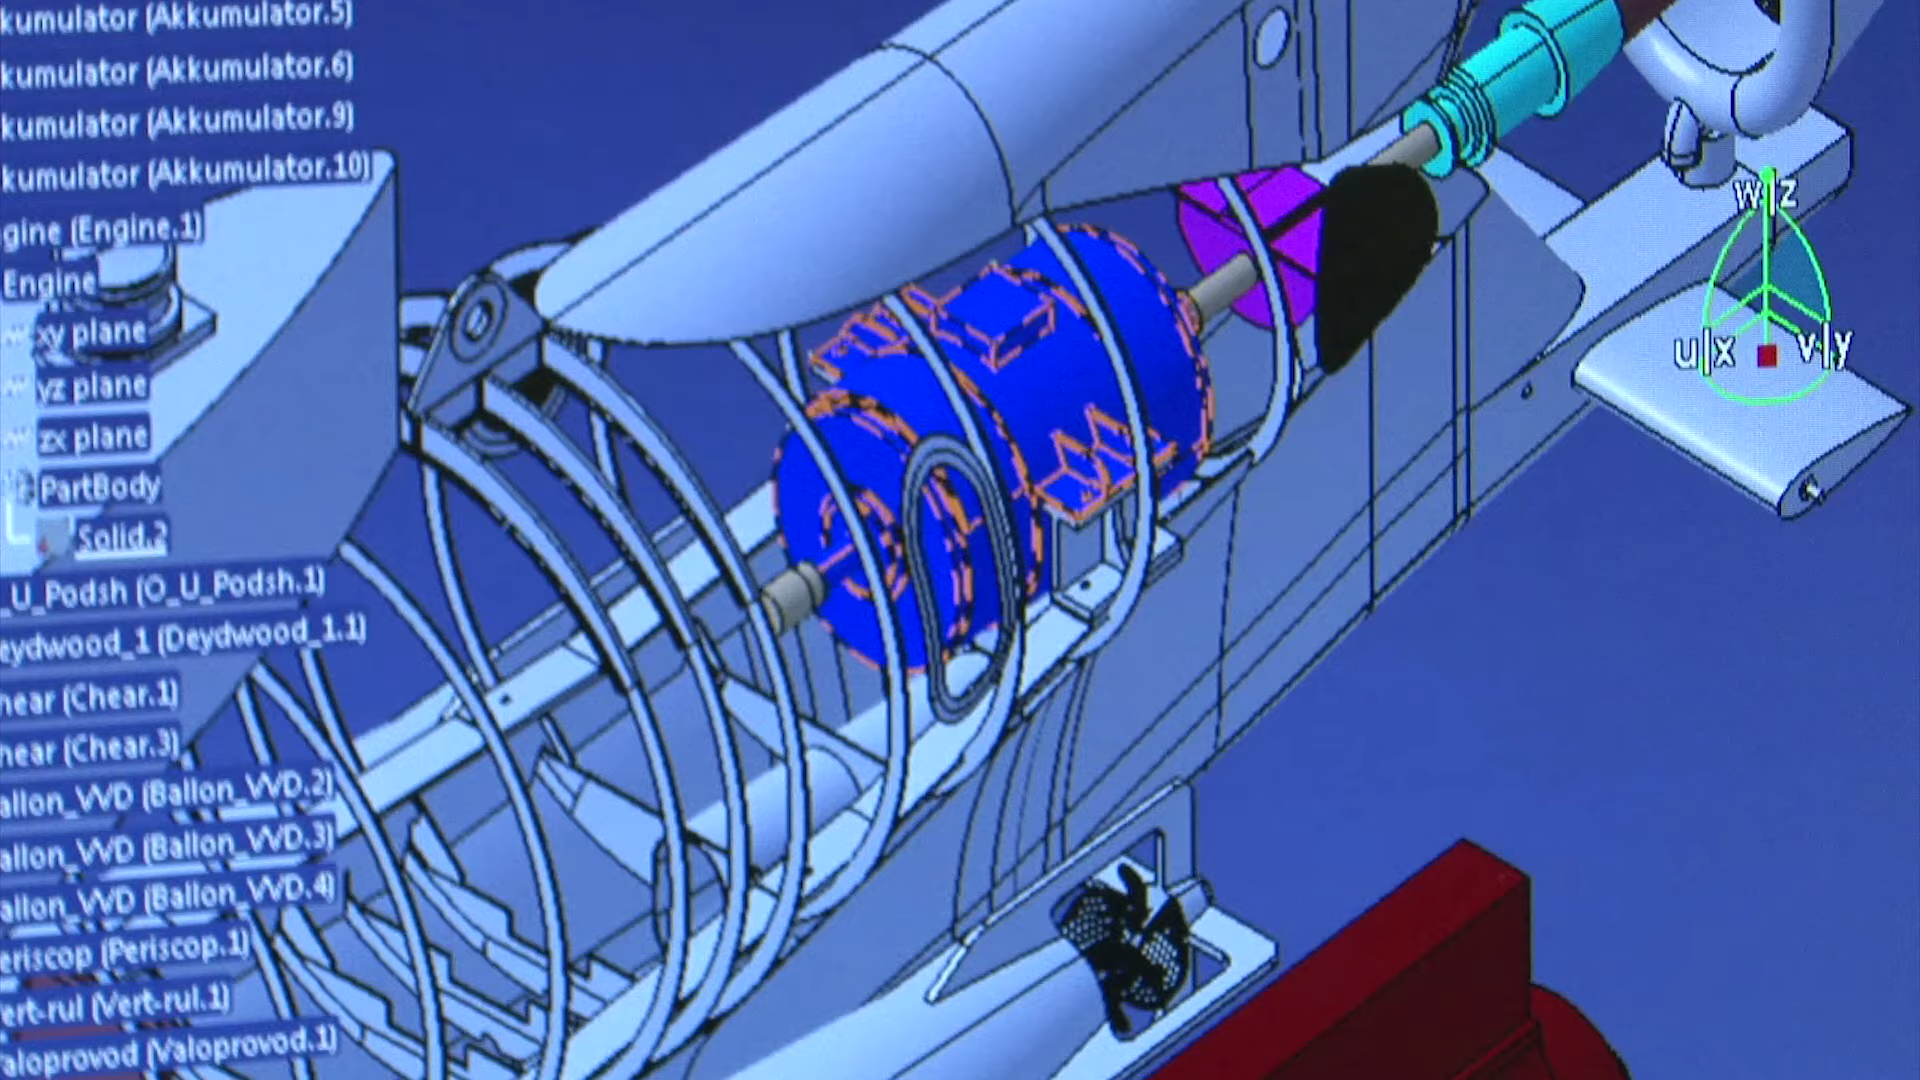 kumulator (Akkumulator.5)
kumulator (Akkumulator.6)
kumulator (Akkumulator.9)
kumulator (Akkumulator.10)
gine (Engine.1)
Engine
xy plane
yz plane
zx plane
PartBody
Solid.2
_U_Podsh (O_U_Podsh.1)
eydwood_1 (Deydwood_1.1)
hear (Chear.1)
hear (Chear.3)
allon_VVD (Ballon_VVD.2)
allon_VVD (Ballon_VVD.3)
allon_VVD (Ballon_VVD.4)
eriscop (Periscop.1)
ert-rul (Vert-rul.1)
aloprovod (Valoprovod.1)
w|z
u|x
v|y